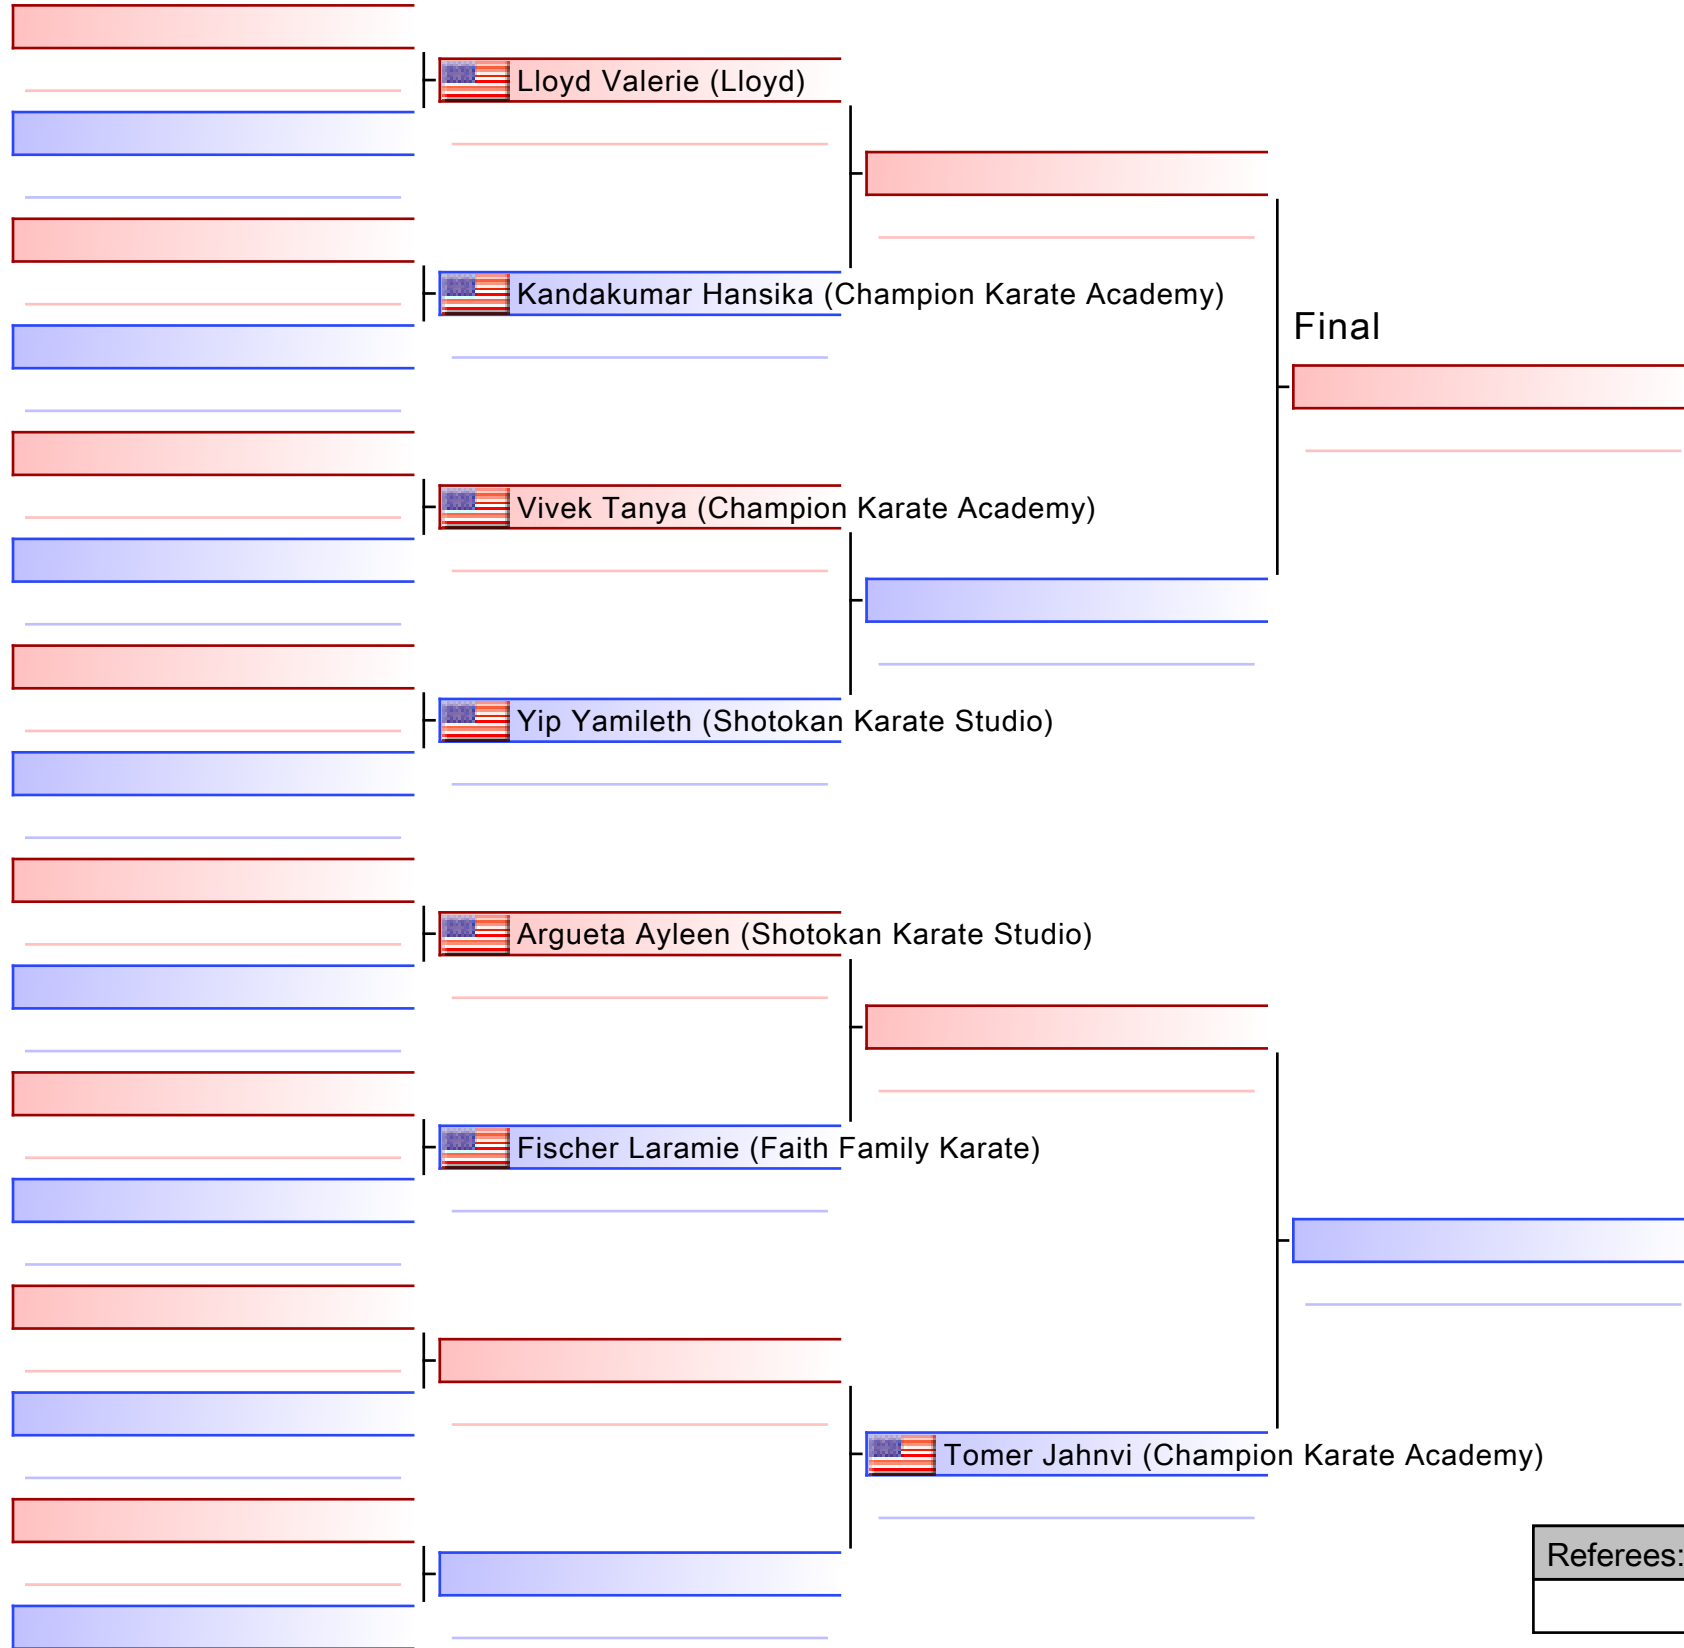 Lloyd Valerie (Lloyd)
Kandakumar Hansika (Champion Karate Academy)
Final
Vivek Tanya (Champion Karate Academy)
Yip Yamileth (Shotokan Karate Studio)
Argueta Ayleen (Shotokan Karate Studio)
Fischer Laramie (Faith Family Karate)
Tomer Jahnvi (Champion Karate Academy)
Referees: